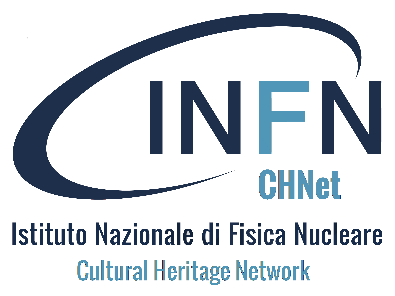 INFN
CHNet
Istituto Nazionale di Fisica Nucleare
Cultural Heritage Network